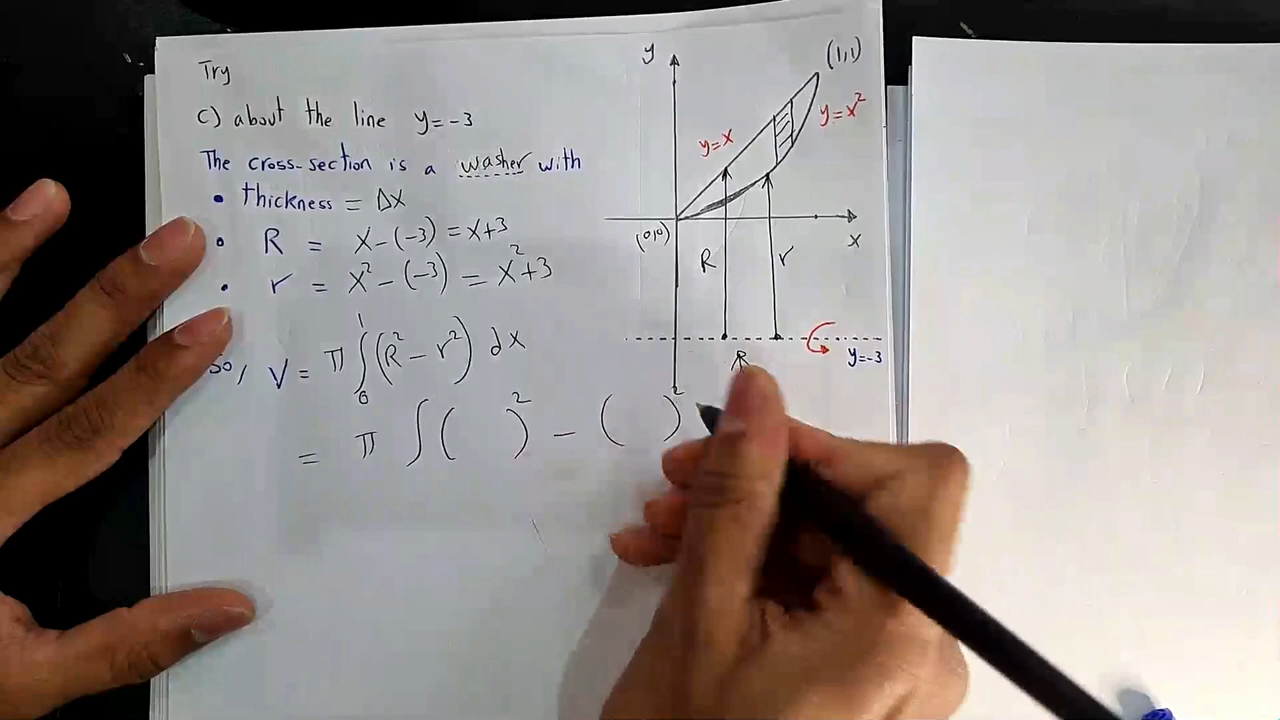 Try
c) about the line y=-3
The cross-section is a washer with
• thickness = Δx
• R = x-(-3) = x+3
• r = x²-(-3) = x²+3
So, V = π ∫₀¹ (R² - r²) dx
= π ∫ ( )² - ( )²
y
(1,1)
y=x²
y=x
(0,0)
x
R
r
y=-3
R